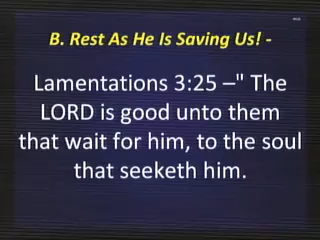 B. Rest As He Is Saving Us! -
Lamentations 3:25 –" The
LORD is good unto them
that wait for him, to the soul
that seeketh him.